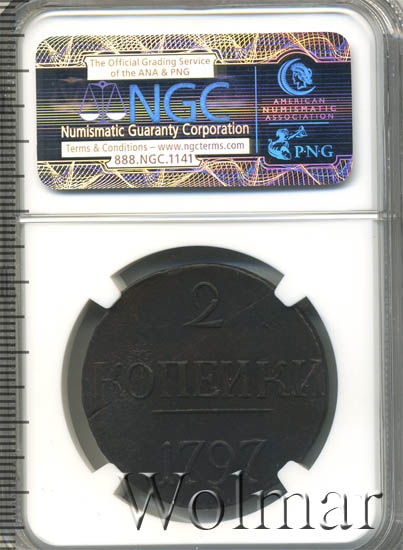 The Official Grading Service
of the ANA & PNG
NGC
Numismatic Guaranty Corporation
Terms & Conditions – www.ngcterms.com
888.NGC.1141
AMERICAN
NUMISMATIC
ASSOCIATION
PNG
2
КОПЕИКИ
1797
Wolmar